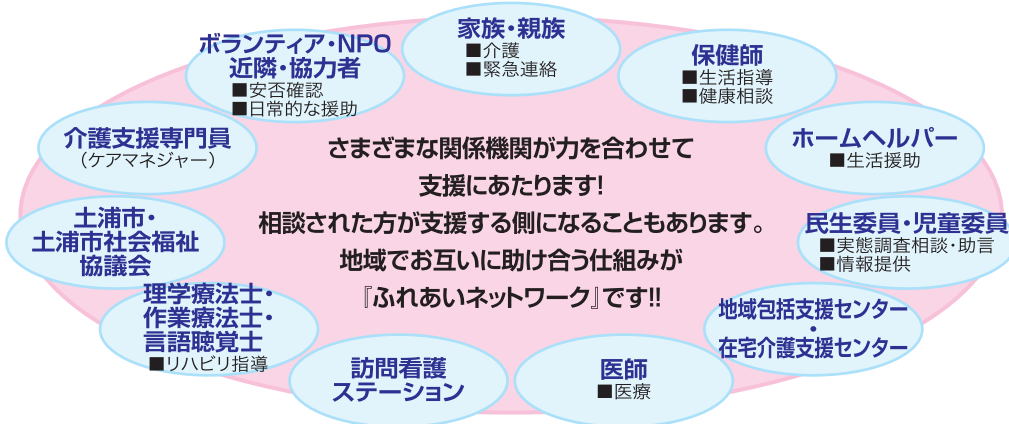 家族・親族
■介護
■緊急連絡
ボランティア・NPO
近隣・協力者
■安否確認
■日常的な援助
保健師
■生活指導
■健康相談
介護支援専門員
（ケアマネジャー）
ホームヘルパー
■生活援助
さまざまな関係機関が力を合わせて
支援にあたります!
相談された方が支援する側になることもあります。
地域でお互いに助け合う仕組みが
『ふれあいネットワーク』です!!
土浦市・
土浦市社会福祉
協議会
民生委員・児童委員
■実態調査相談・助言
■情報提供
理学療法士・
作業療法士・
言語聴覚士
■リハビリ指導
地域包括支援センター
・
在宅介護支援センター
訪問看護
ステーション
医師
■医療